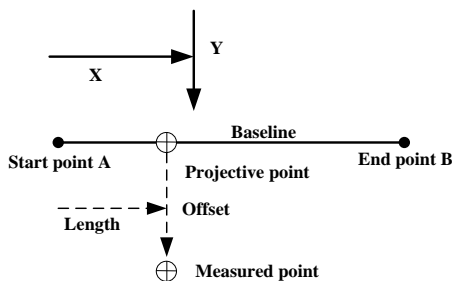 Y
X
Baseline
Start point A
End point B
Projective point
Offset
Length
Measured point